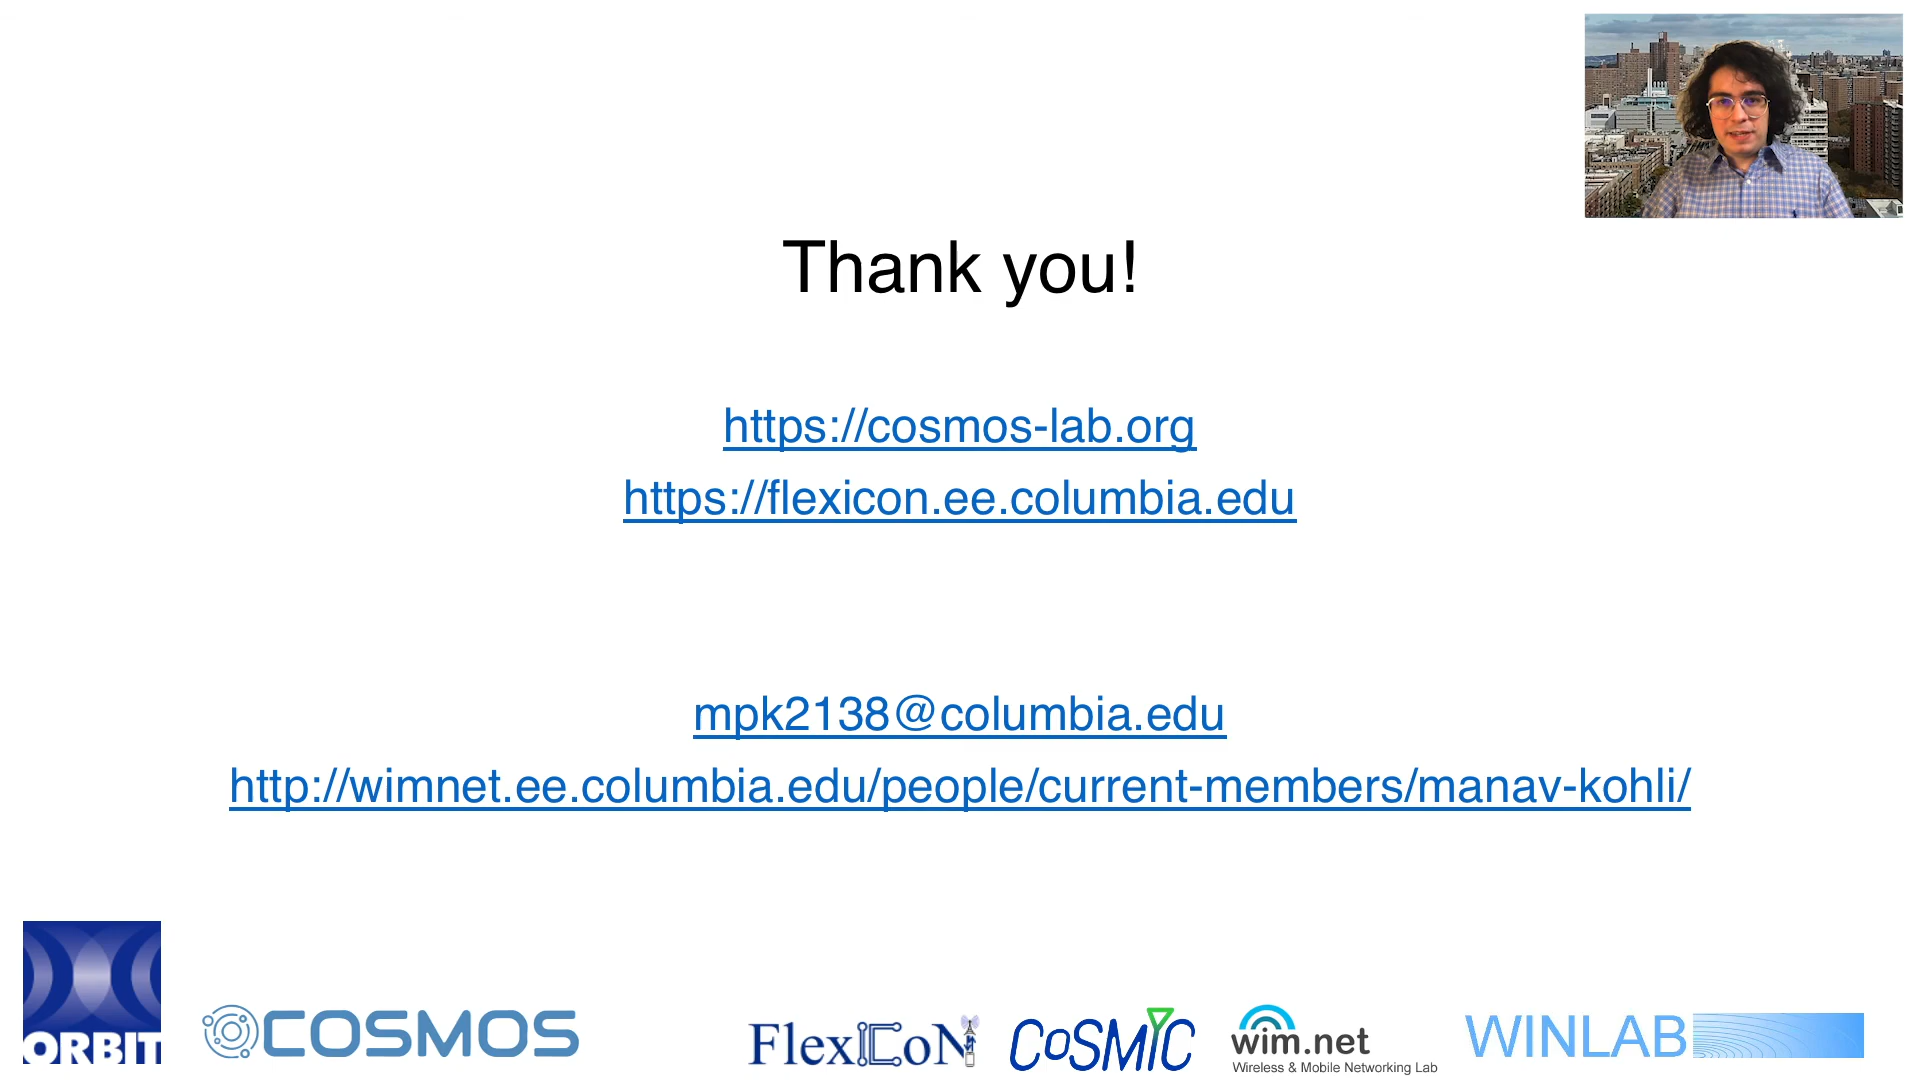 Thank you!
https://cosmos-lab.org
https://flexicon.ee.columbia.edu
mpk2138@columbia.edu
http://wimnet.ee.columbia.edu/people/current-members/manav-kohli/
ORBIT
COSMOS
FlexICoN
CoSMIC
wim.net
Wireless & Mobile Networking Lab
WINLAB